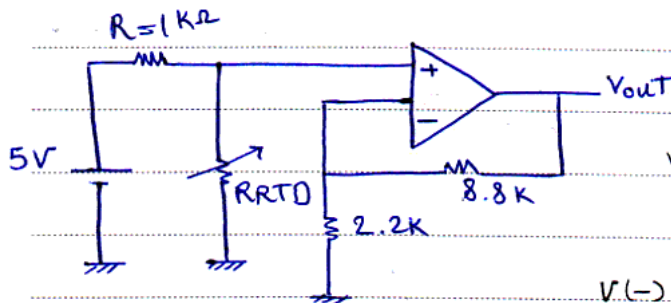 R=1KΩ
+
VOUT
5V
-
RRTD
8.8K
2.2K
V(-)